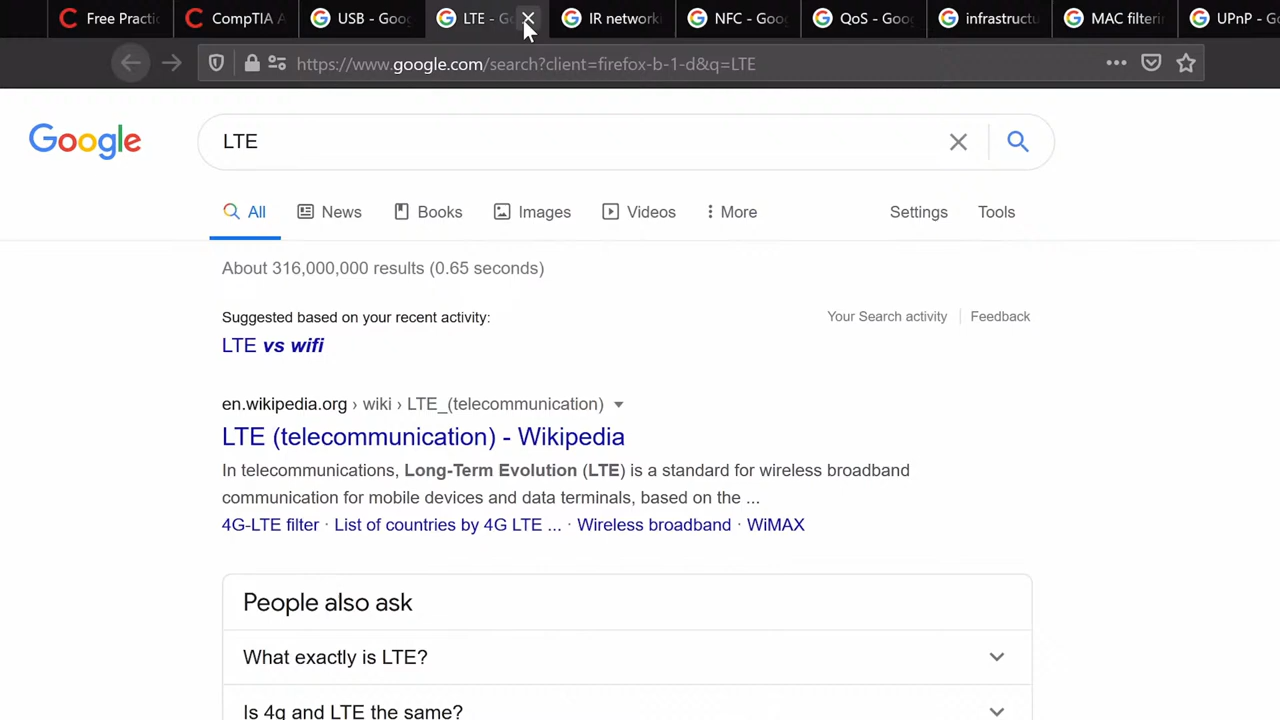 Free Practic
CompTIA A
USB - Goog
LTE - Go
IR network
NFC - Goog
QoS - Goog
infrastructu
MAC filterin
UPnP - G
https://www.google.com/search?client=firefox-b-1-d&q=LTE
Google
LTE
All
News
Books
Images
Videos
More
Settings
Tools
About 316,000,000 results (0.65 seconds)
Suggested based on your recent activity:
Your Search activity
Feedback
LTE vs wifi
en.wikipedia.org › wiki › LTE_(telecommunication)
LTE (telecommunication) - Wikipedia
In telecommunications, Long-Term Evolution (LTE) is a standard for wireless broadband
communication for mobile devices and data terminals, based on the ...
4G-LTE filter · List of countries by 4G LTE ... · Wireless broadband · WiMAX
People also ask
What exactly is LTE?
Is 4g and LTE the same?